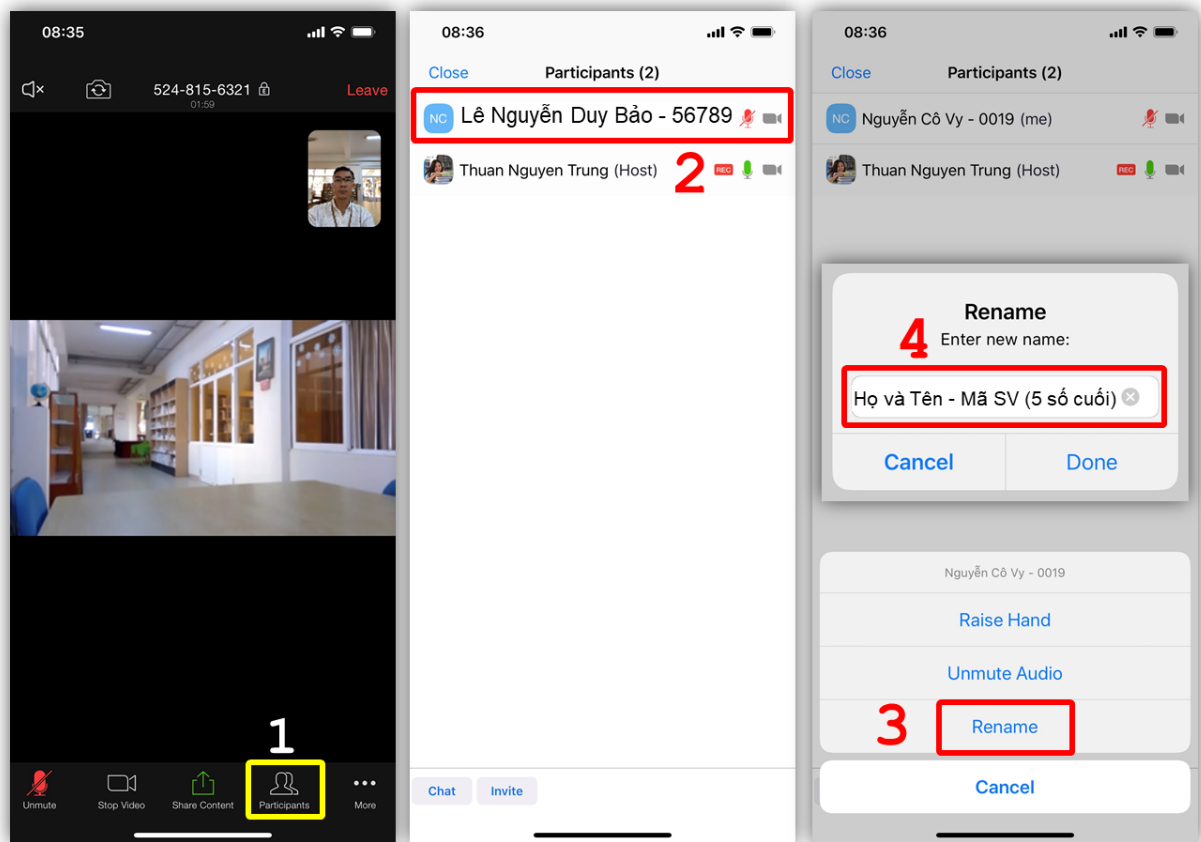 08:35
524-815-6321
01:59
Leave
1
Unmute
Stop Video
Share Content
Participants
More
08:36
Close
Participants (2)
NC
Lê Nguyễn Duy Bảo - 56789
Thuan Nguyen Trung (Host)
2
REC
Chat
Invite
08:36
Close
Participants (2)
NC
Nguyễn Cô Vy - 0019 (me)
Thuan Nguyen Trung (Host)
REC
Rename
4
Enter new name:
Họ và Tên - Mã SV (5 số cuối)
Cancel
Done
Nguyễn Cô Vy - 0019
Raise Hand
Unmute Audio
3
Rename
Cancel